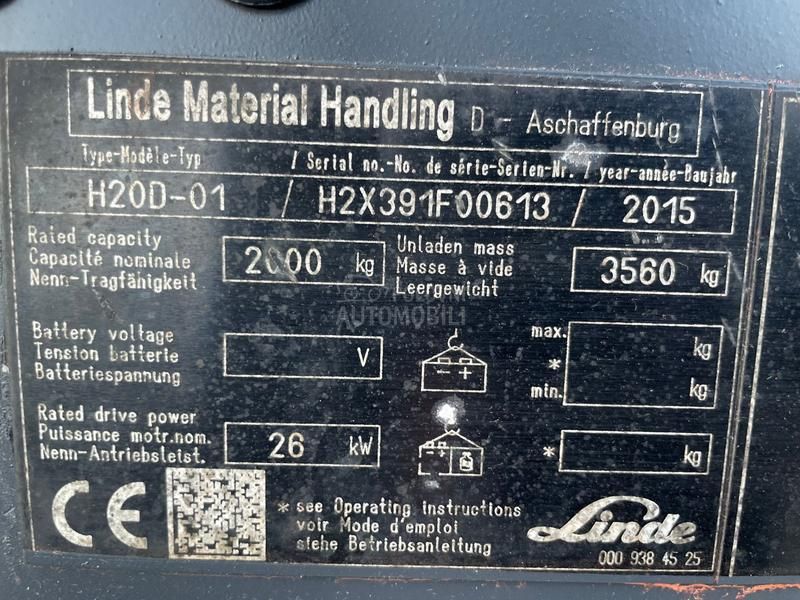 Linde Material Handling D - Aschaffenburg
Type-Modèle-Typ / Serial no.-No. de série-Serien-Nr. / year-année-Baujahr
H20D-01 / H2X391F00613 / 2015
Rated capacity
Capacité nominale
Nenn-Tragfähigkeit
2000 kg
Unladen mass
Masse à vide
Leergewicht
3560 kg
AUTOMOBILI
Battery voltage
Tension batterie
Batteriespannung
V
- +
max. kg
*
min. kg
Rated drive power
Puissance motr.nom.
Nenn-Antriebsleist.
26 kW
- +
* kg
CE
* see Operating instructions
voir Mode d'emploi
siehe Betriebsanleitung
Linde
000 938 45 25